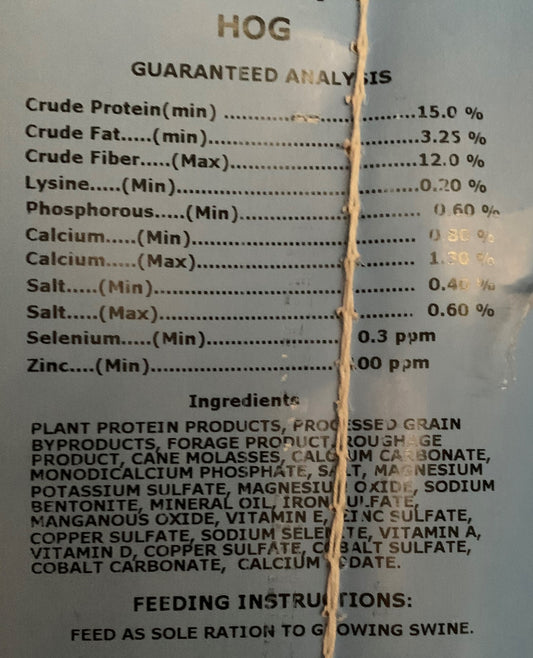 HOG
GUARANTEED ANALYSIS
Crude Protein(min) .............................15.0 %
Crude Fat.....(min)................................3.25 %
Crude Fiber.....(Max)............................12.0 %
Lysine.....(Min).....................................0.20 %
Phosphorous.....(Min)........................... 0.60 %
Calcium.....(Min)................................... 0.80 %
Calcium.....(Max)..................................
Salt.....(Min)........................................ 0.40 %
Salt.....(Max)....................................... 0.60 %
Selenium.....(Min)......................... 0.3 ppm
Zinc....(Min)............................. ppm
Ingredients
PLANT PROTEIN PRODUCTS, PROCESSED GRAIN
BYPRODUCTS, FORAGE PRODUCT, ROUGHAGE
PRODUCT, CANE MOLASSES, CALCIUM CARBONATE,
MONODICALCIUM PHOSPHATE, SALT, MAGNESIUM
POTASSIUM SULFATE, MAGNESIUM OXIDE, SODIUM
BENTONITE, MINERAL OIL, IRON SULFATE,
MANGANOUS OXIDE, VITAMIN E, ZINC SULFATE,
COPPER SULFATE, SODIUM SELENITE, VITAMIN A,
VITAMIN D, COPPER SULFATE, COBALT SULFATE,
COBALT CARBONATE, CALCIUM IODATE.
FEEDING INSTRUCTIONS:
FEED AS SOLE RATION TO GROWING SWINE.